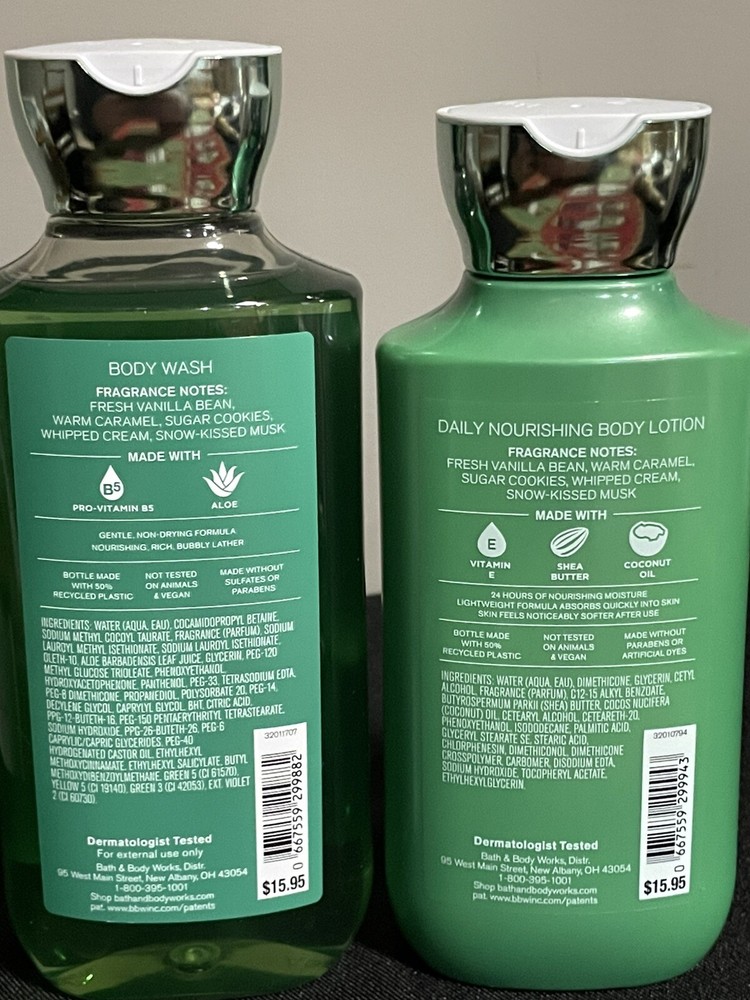 BODY WASH
FRAGRANCE NOTES:
FRESH VANILLA BEAN,
WARM CARAMEL, SUGAR COOKIES,
WHIPPED CREAM, SNOW-KISSED MUSK
MADE WITH
B5
PRO-VITAMIN B5
ALOE
GENTLE, NON-DRYING FORMULA
NOURISHING, RICH, BUBBLY LATHER
BOTTLE MADE
WITH 50%
RECYCLED PLASTIC
NOT TESTED
ON ANIMALS
& VEGAN
MADE WITHOUT
SULFATES OR
PARABENS
INGREDIENTS: WATER (AQUA, EAU), COCAMIDOPROPYL BETAINE,
SODIUM METHYL COCOYL TAURATE, FRAGRANCE (PARFUM), SODIUM
LAUROYL METHYL ISETHIONATE, SODIUM LAUROYL ISETHIONATE,
OLETH-10, ALOE BARBADENSIS LEAF JUICE, GLYCERIN, PEG-120
METHYL GLUCOSE TRIOLEATE, PHENOXYETHANOL,
HYDROXYACETOPHENONE, PANTHENOL, PEG-33, TETRASODIUM EDTA,
PEG-8 DIMETHICONE, PROPANEDIOL, POLYSORBATE 20, PEG-14,
DECYLENE GLYCOL, CAPRYLYL GLYCOL, BHT, CITRIC ACID,
PPG-12-BUTETH-16, PEG-150 PENTAERYTHRITYL TETRASTEARATE,
SODIUM HYDROXIDE, PPG-26-BUTETH-26, PEG-6
CAPRYLIC/CAPRIC GLYCERIDES, PEG-40
HYDROGENATED CASTOR OIL, ETHYLHEXYL
METHOXYCINNAMATE, ETHYLHEXYL SALICYLATE, BUTYL
METHOXYDIBENZOYLMETHANE, GREEN 5 (CI 61570),
YELLOW 5 (CI 19140), GREEN 3 (CI 42053), EXT. VIOLET
2 (CI 60730).
32011707
0 667559 299882
$15.95
Dermatologist Tested
For external use only
Bath & Body Works, Distr.
95 West Main Street, New Albany, OH 43054
1-800-395-1001
Shop bathandbodyworks.com
pat. www.bbwinc.com/patents
DAILY NOURISHING BODY LOTION
FRAGRANCE NOTES:
FRESH VANILLA BEAN, WARM CARAMEL,
SUGAR COOKIES, WHIPPED CREAM,
SNOW-KISSED MUSK
MADE WITH
E
VITAMIN
E
SHEA
BUTTER
COCONUT
OIL
24 HOURS OF NOURISHING MOISTURE
LIGHTWEIGHT FORMULA ABSORBS QUICKLY INTO SKIN
SKIN FEELS NOTICEABLY SOFTER AFTER USE
BOTTLE MADE
WITH 50%
RECYCLED PLASTIC
NOT TESTED
ON ANIMALS
& VEGAN
MADE WITHOUT
PARABENS OR
ARTIFICIAL DYES
INGREDIENTS: WATER (AQUA, EAU), DIMETHICONE, GLYCERIN, CETYL
ALCOHOL, FRAGRANCE (PARFUM), C12-15 ALKYL BENZOATE,
BUTYROSPERMUM PARKII (SHEA) BUTTER, COCOS NUCIFERA
(COCONUT) OIL, CETEARYL ALCOHOL, CETEARETH-20,
PHENOXYETHANOL, ISODODECANE, PALMITIC ACID,
GLYCERYL STEARATE SE, STEARIC ACID,
CHLORPHENESIN, DIMETHICONOL, DIMETHICONE
CROSSPOLYMER, CARBOMER, DISODIUM EDTA,
SODIUM HYDROXIDE, TOCOPHERYL ACETATE,
ETHYLHEXYLGLYCERIN.
32010794
0 667559 299943
$15.95
Dermatologist Tested
Bath & Body Works, Distr.
95 West Main Street, New Albany, OH 43054
1-800-395-1001
Shop bathandbodyworks.com
pat. www.bbwinc.com/patents